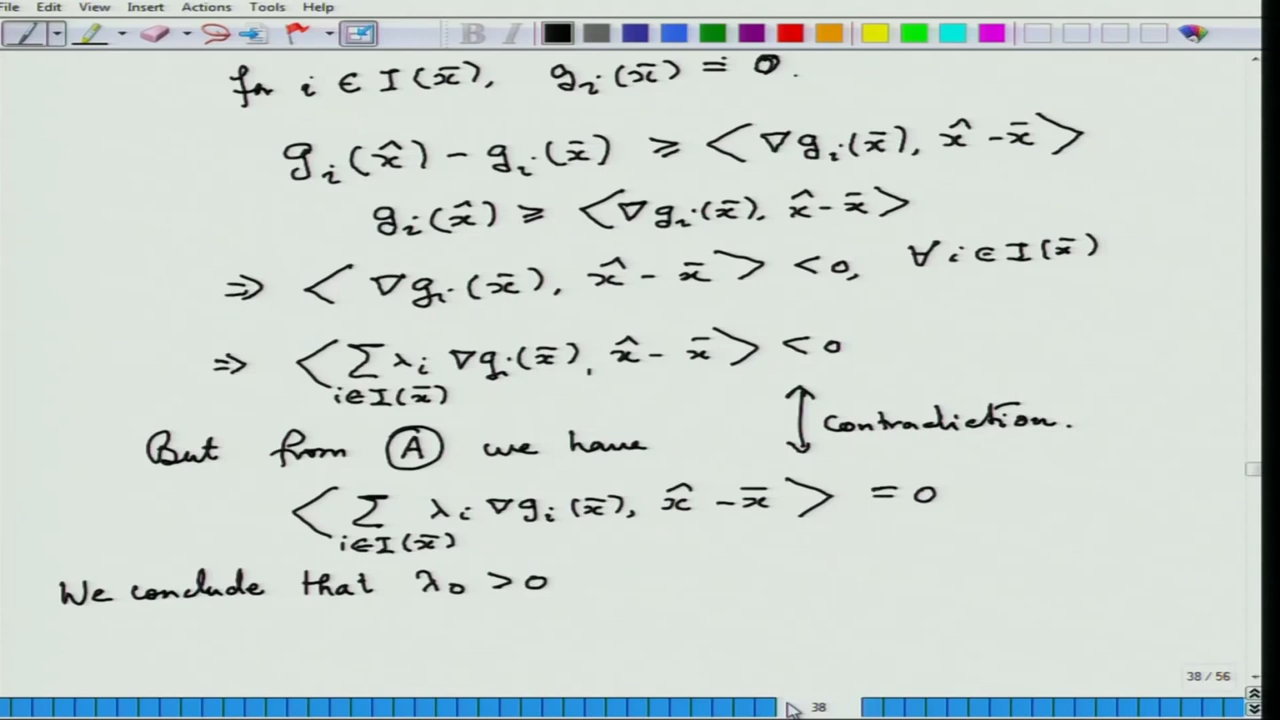 File Edit View Insert Actions Tools Help
B I
for i ∈ I(x̄), gᵢ(x̄) = 0.
gᵢ(x̂) - gᵢ(x̄) ≥ ⟨∇gᵢ(x̄), x̂ - x̄⟩
gᵢ(x̂) ≥ ⟨∇gᵢ(x̄), x̂ - x̄⟩
⇒ ⟨∇gᵢ(x̄), x̂ - x̄⟩ < 0, ∀ i ∈ I(x̄)
⇒ ⟨∑ λᵢ ∇gᵢ(x̄), x̂ - x̄⟩ < 0
i∈I(x̄)
↕ contradiction.
But from Ⓐ we have
⟨∑ λᵢ ∇gᵢ(x̄), x̂ - x̄⟩ = 0
i∈I(x̄)
We conclude that λ₀ > 0
38 / 56
38